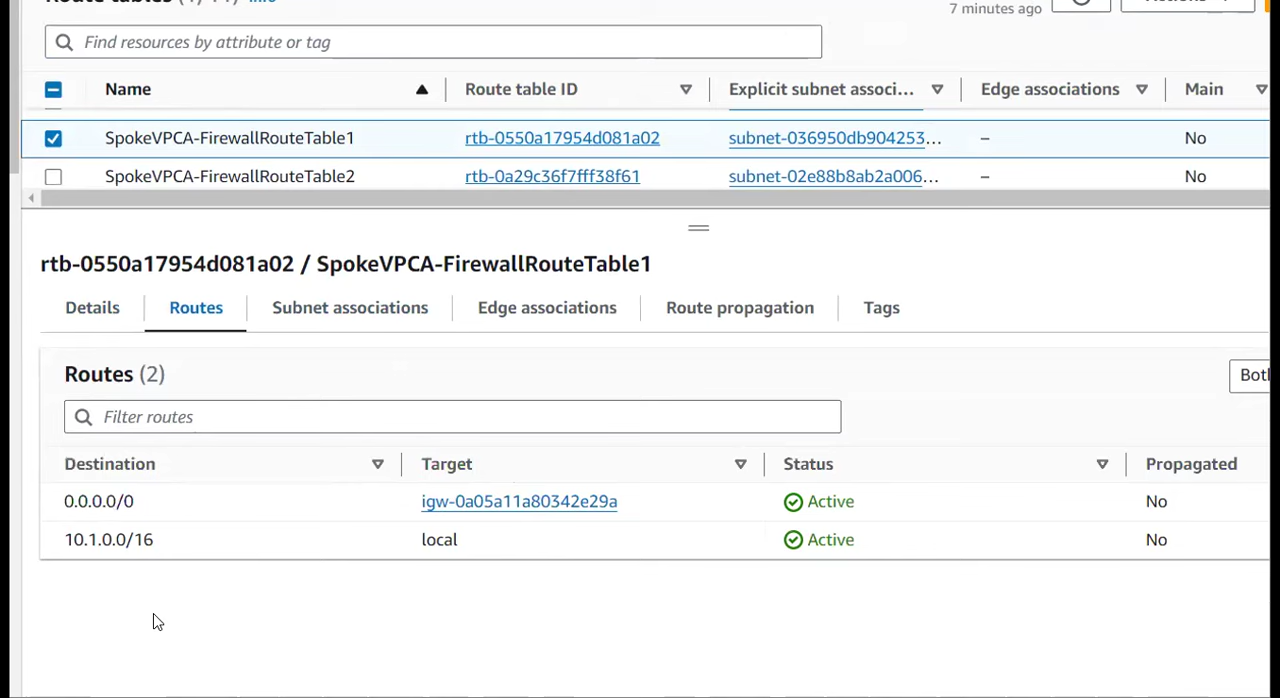 7 minutes ago
Find resources by attribute or tag
Name Route table ID Explicit subnet associ... Edge associations Main
SpokeVPCA-FirewallRouteTable1 rtb-0550a17954d081a02 subnet-036950db904253... – No
SpokeVPCA-FirewallRouteTable2 rtb-0a29c36f7fff38f61 subnet-02e88b8ab2a006... – No
rtb-0550a17954d081a02 / SpokeVPCA-FirewallRouteTable1
Details Routes Subnet associations Edge associations Route propagation Tags
Routes (2)
Filter routes
Destination Target Status Propagated
0.0.0.0/0 igw-0a05a11a80342e29a Active No
10.1.0.0/16 local Active No